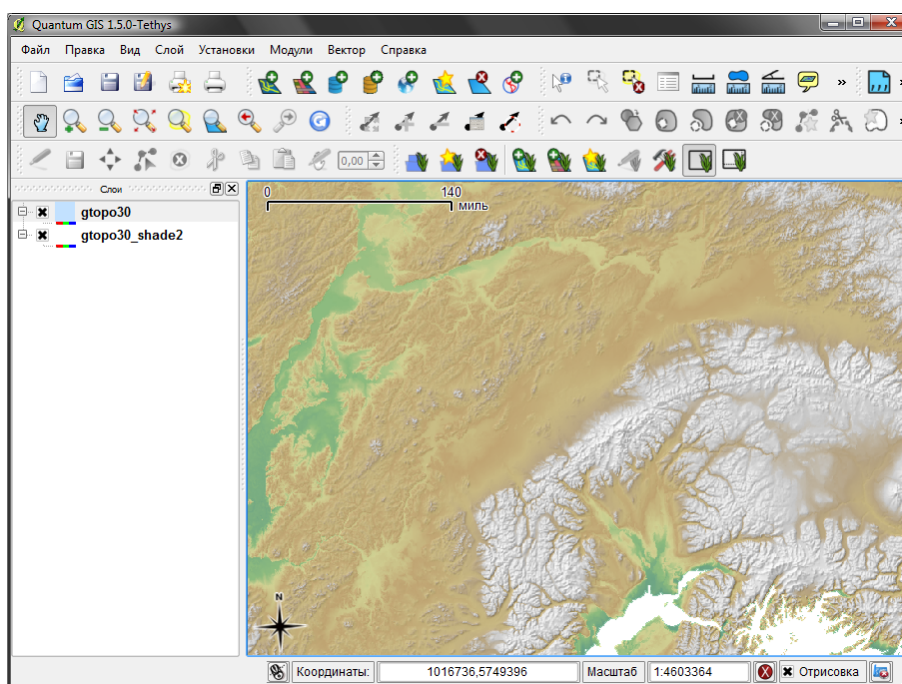 Quantum GIS 1.5.0-Tethys
Файл Правка Вид Слой Установки Модули Вектор Справка
»
0,00
Слои
gtopo30
gtopo30_shade2
0 140
миль
N
Координаты: 1016736,5749396 Масштаб 1:4603364 Отрисовка